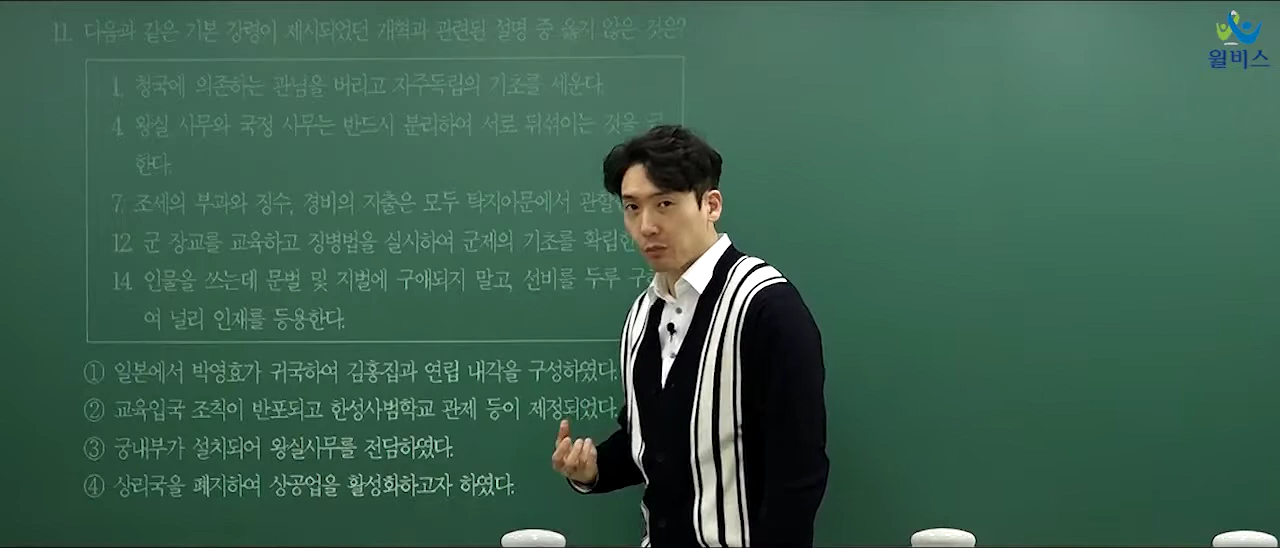 11. 다음과 같은 기본 강령이 제시되었던 개혁과 관련된 설명 중 옳지 않은 것은?
윌비스
1. 청국에 의존하는 관념을 버리고 자주독립의 기초를 세운다.
4. 왕실 사무와 국정 사무는 반드시 분리하여 서로 뒤섞이는 것을
한다.
7. 조세의 부과와 징수, 경비의 지출은 모두 탁지아문에서
12. 군 장교를 교육하고 징병법을 실시하여 군제의 기초를
14. 인물을 쓰는데 문벌 및 지벌에 구애되지 말고, 선비를 두루
여 널리 인재를 등용한다.
① 일본에서 박영효가 귀국하여 김홍집과 연립 내각을 구성하였다.
② 교육입국 조칙이 반포되고 한성사범학교 관제 등이 제정되었다.
③ 궁내부가 설치되어 왕실사무를 전담하였다.
④ 상리국을 폐지하여 상공업을 활성화하고자 하였다.